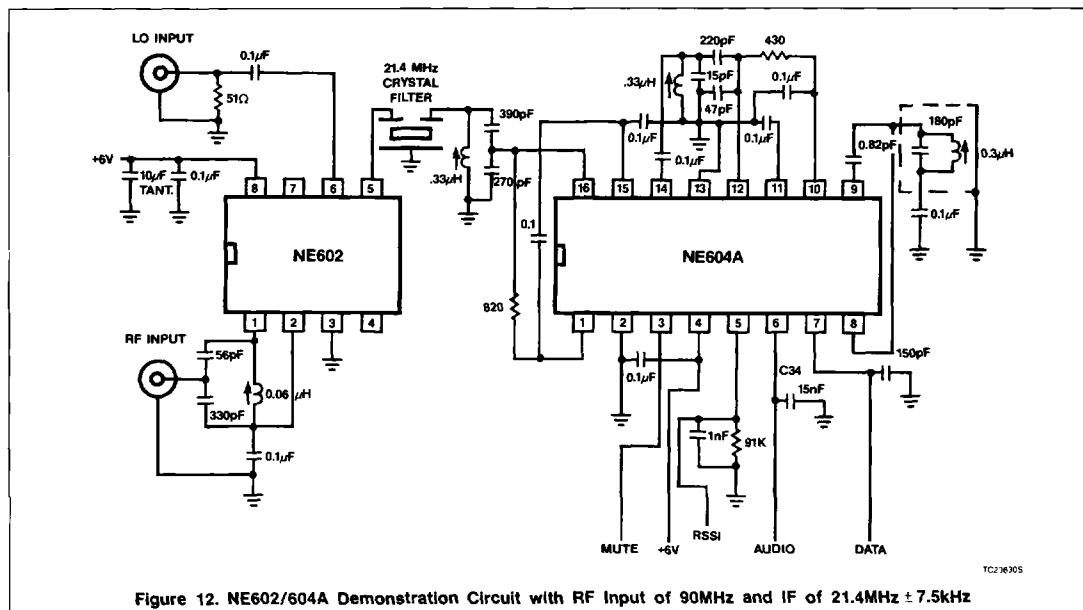 LO INPUT
0.1μF
51Ω
21.4 MHz
CRYSTAL
FILTER
+6V
10μF
TANT.
0.1μF
8
7
6
5
NE602
1
2
3
4
RF INPUT
56pF
330pF
0.06 μH
0.1μF
.33μH
390pF
270pF
820
0.1
220pF
430
.33μH
15pF
47pF
0.1μF
0.1μF
0.1μF
0.1μF
16
15
14
13
12
11
10
9
NE604A
1
2
3
4
5
6
7
8
0.82pF
180pF
0.3μH
0.1μF
0.1μF
1nF
91K
C34
15nF
150pF
MUTE
+6V
RSSI
AUDIO
DATA
TC23830S
Figure 12. NE602/604A Demonstration Circuit with RF Input of 90MHz and IF of 21.4MHz ± 7.5kHz